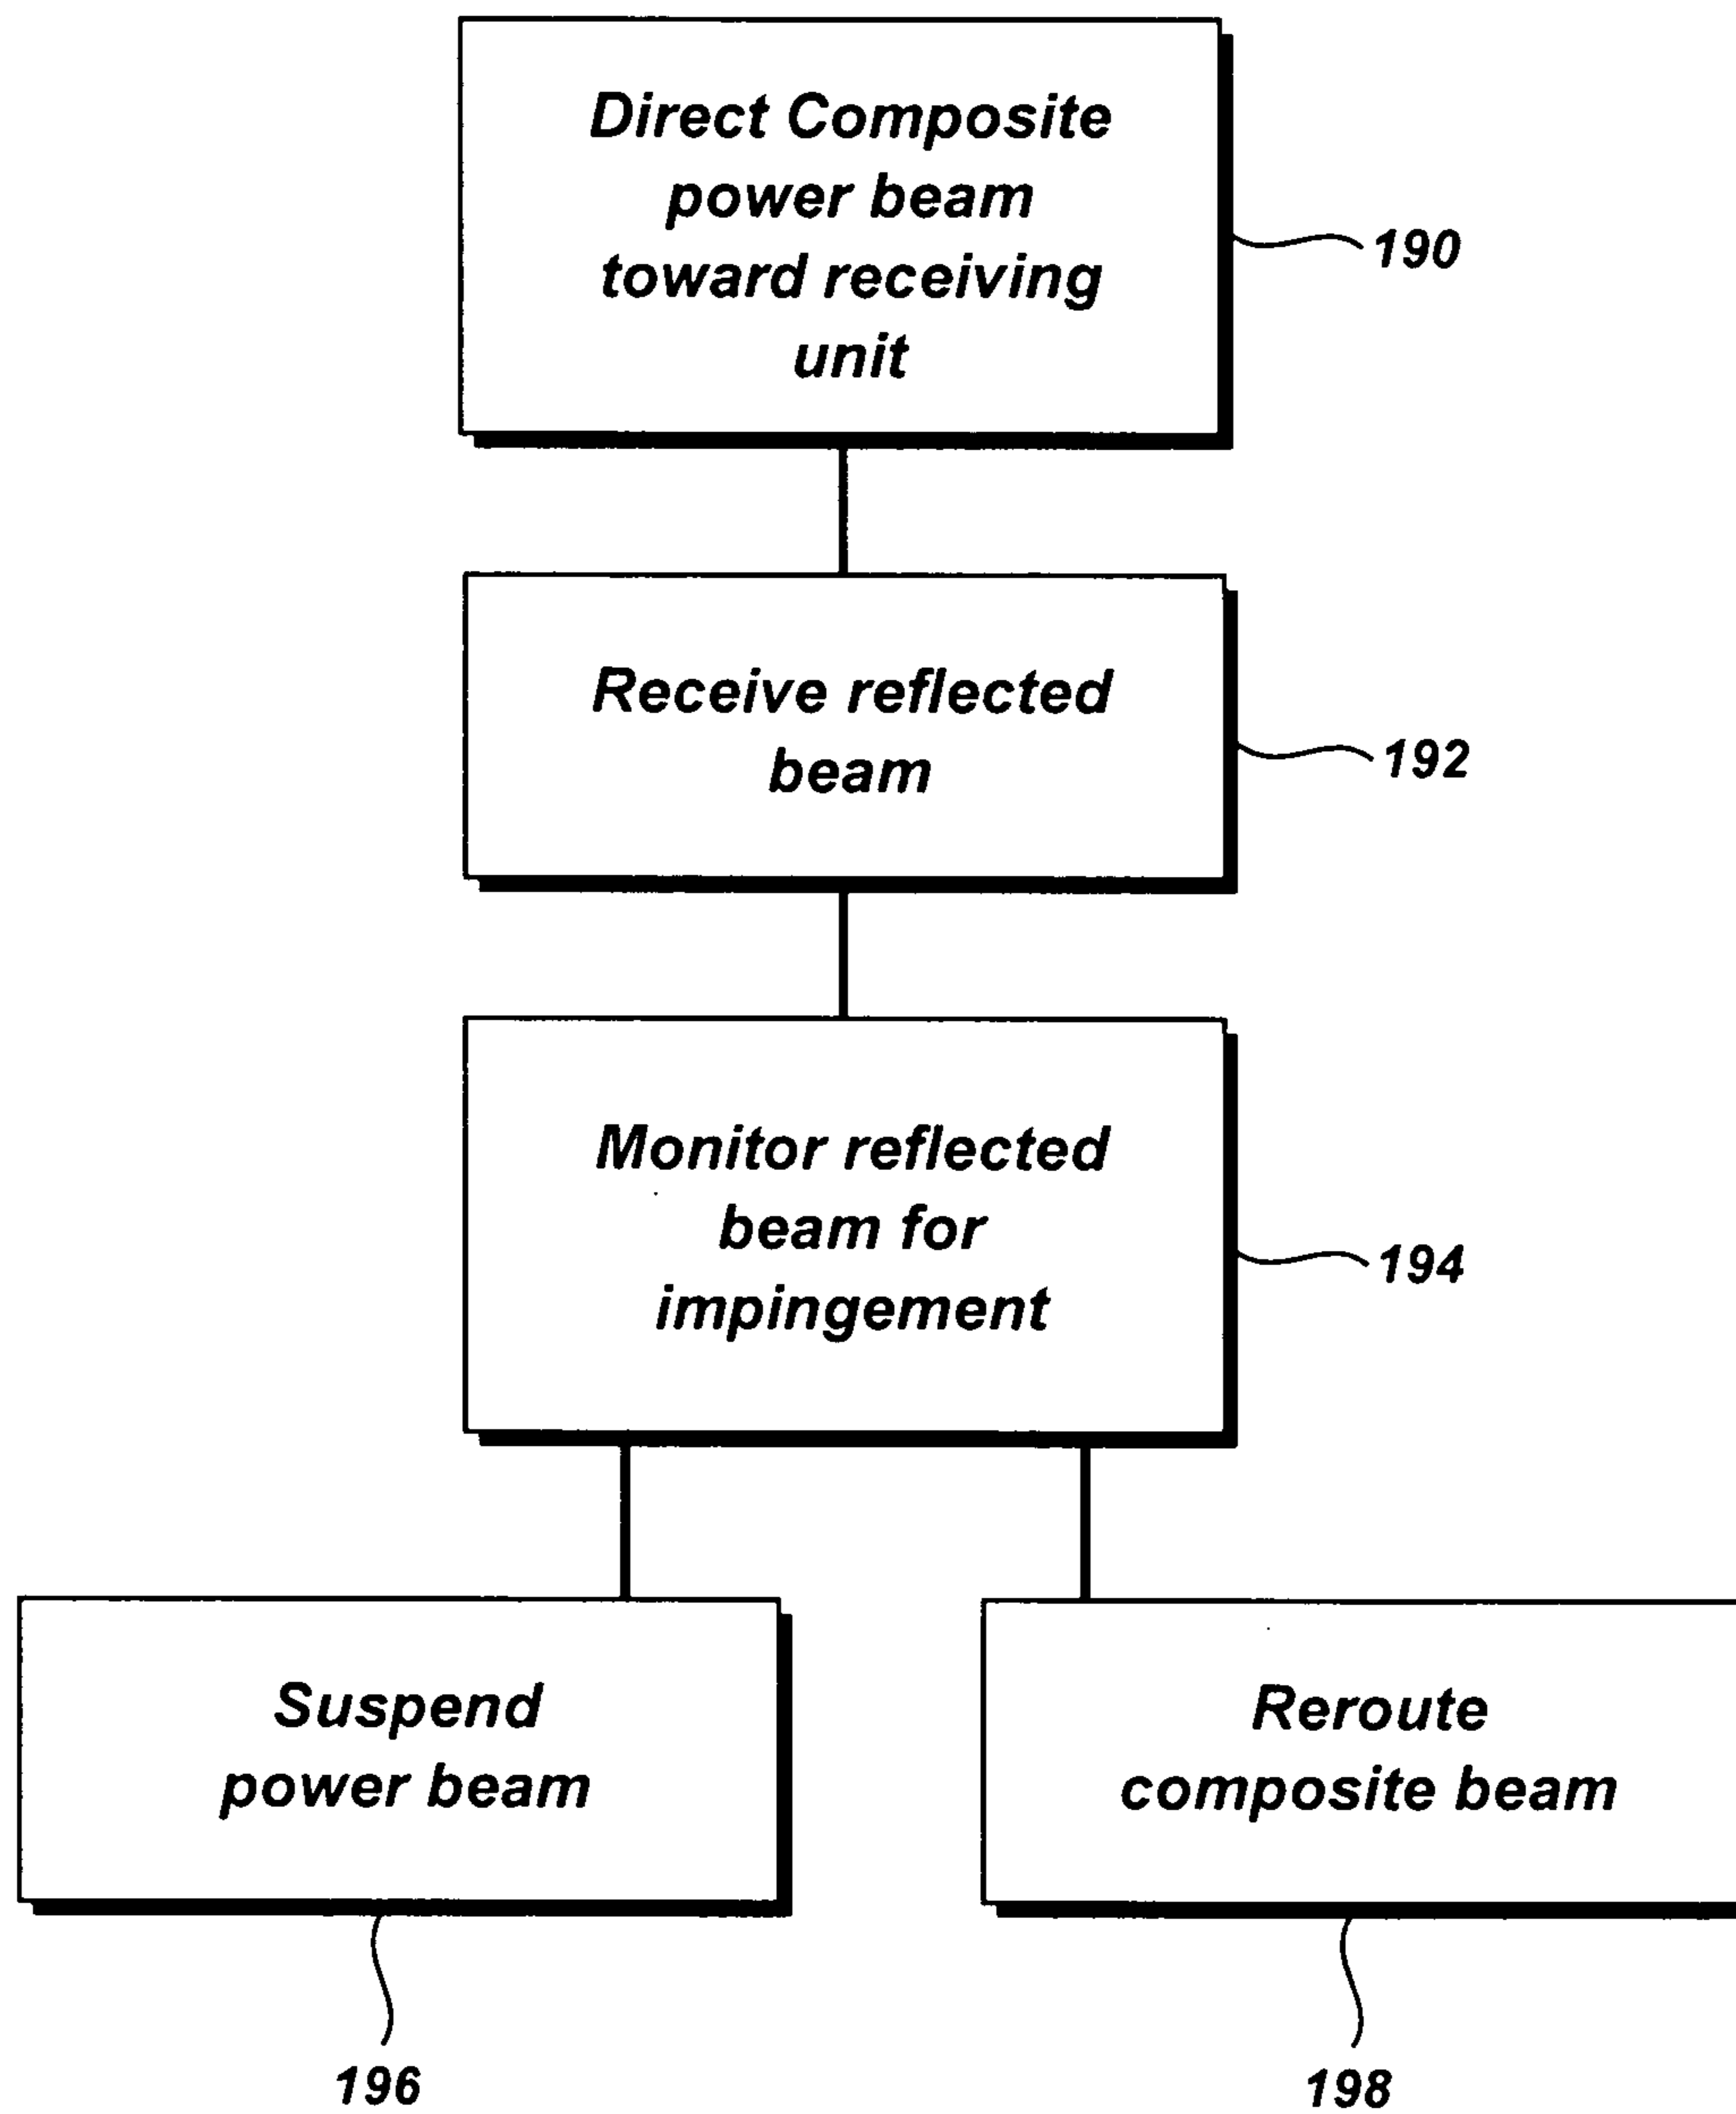 Direct Composite
power beam
toward receiving
unit
190
Receive reflected
beam
192
Monitor reflected
beam for
impingement
194
Suspend
power beam
Reroute
composite beam
196
198